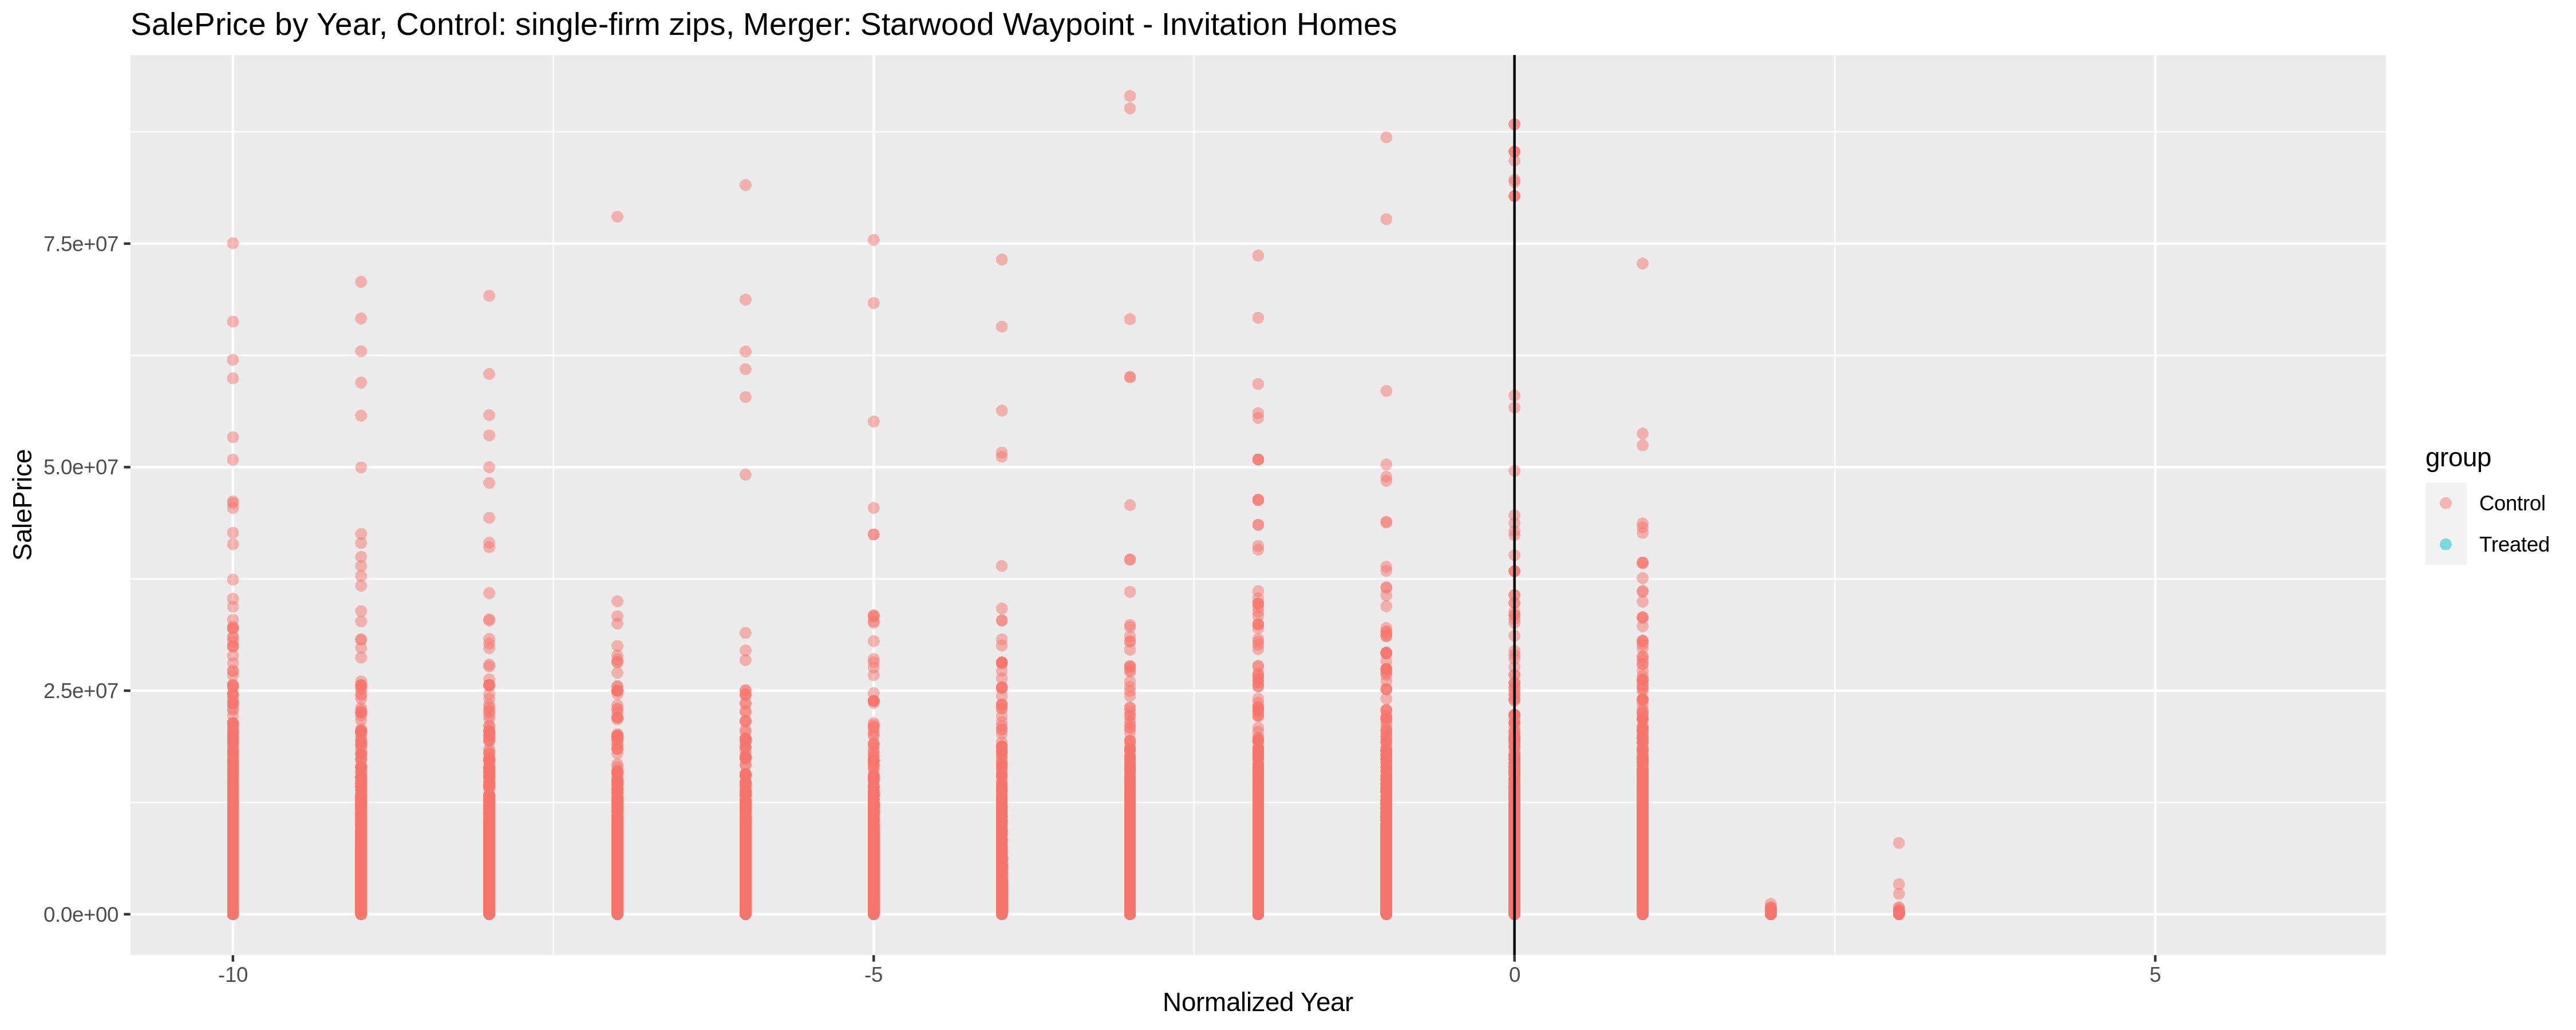 SalePrice by Year, Control: single-firm zips, Merger: Starwood Waypoint - Invitation Homes
SalePrice
7.5e+07
5.0e+07
2.5e+07
0.0e+00
-10
-5
0
5
Normalized Year
group
Control
Treated